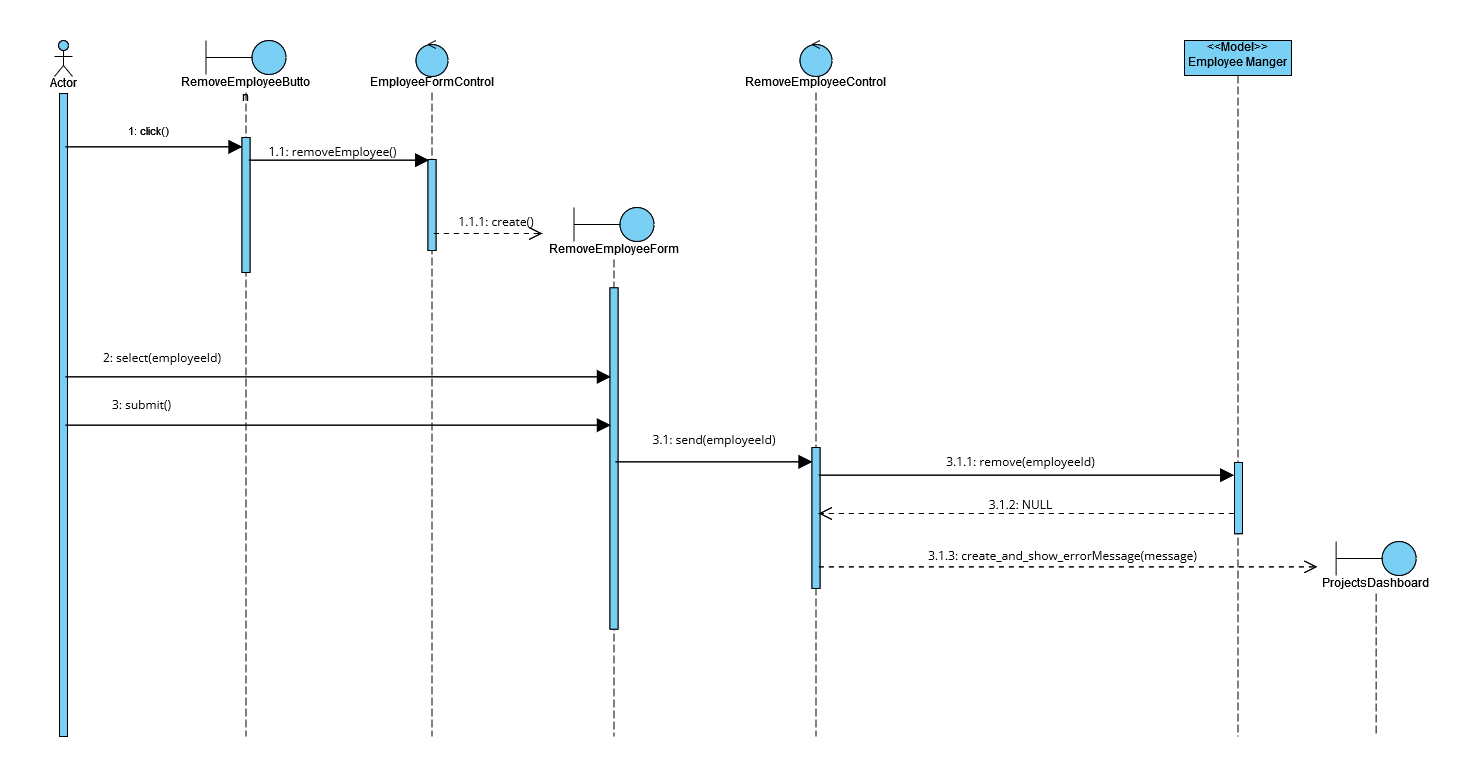 <<Model>>
Employee Manger
Actor
RemoveEmployeeButto
n
EmployeeFormControl
RemoveEmployeeControl
1: click()
1.1: removeEmployee()
1.1.1: create()
RemoveEmployeeForm
2: select(employeeId)
3: submit()
3.1: send(employeeId)
3.1.1: remove(employeeId)
3.1.2: NULL
3.1.3: create_and_show_errorMessage(message)
ProjectsDashboard